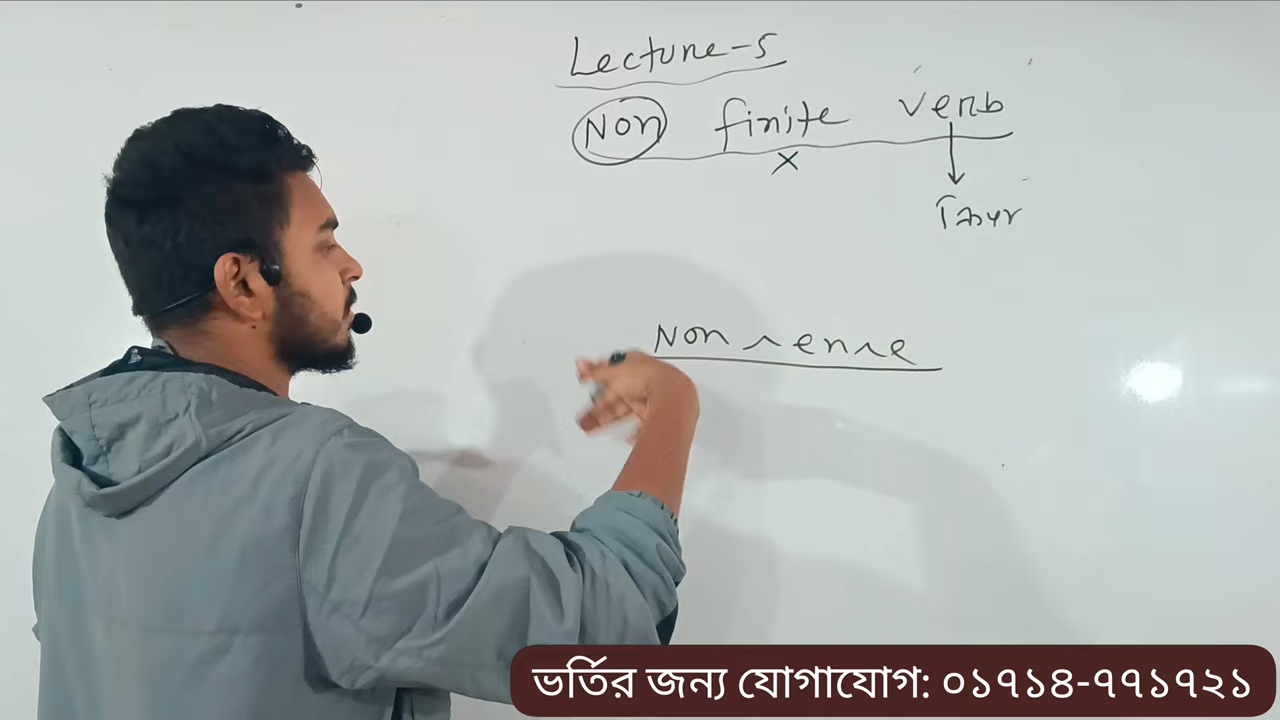 Lecture-5
Non finite verb
×
ক্রিয়া
Non sense
ভর্তির জন্য যোগাযোগ: ০১৭১৪-৭৭১৭২১